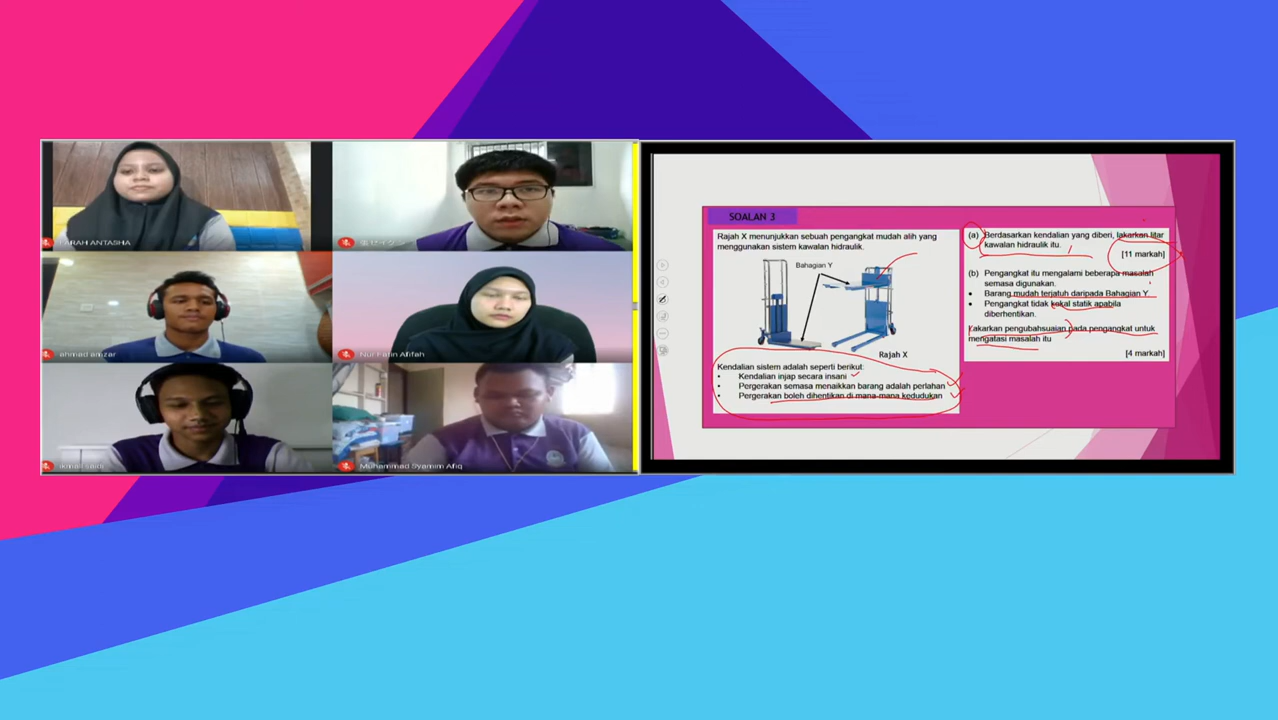 FARAH ANTASHA
ahmad amzar
Nur Fatin Afifah
Muhammad Syamim Afiq
SOALAN 3
Rajah X menunjukkan sebuah pengangkat mudah alih yang
menggunakan sistem kawalan hidraulik.
Bahagian Y
Rajah X
Kendalian sistem adalah seperti berikut:
• Kendalian injap secara insani
• Pergerakan semasa menaikkan barang adalah perlahan
• Pergerakan boleh dihentikan di mana-mana kedudukan
(a) Berdasarkan kendalian yang diberi, lakarkan litar
kawalan hidraulik itu.
[11 markah]
(b) Pengangkat itu mengalami beberapa masalah
semasa digunakan.
• Barang mudah terjatuh daripada Bahagian Y.
• Pengangkat tidak kekal statik apabila
diberhentikan.
Lakarkan pengubahsuaian pada pengangkat untuk
mengatasi masalah itu
[4 markah]